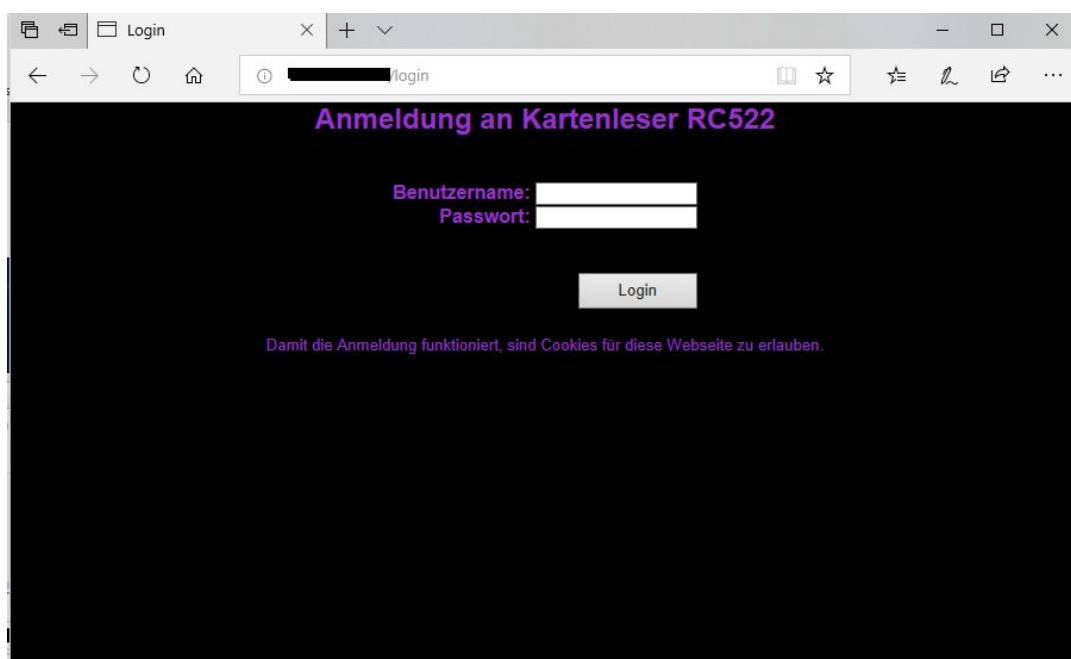 Login
/login
Anmeldung an Kartenleser RC522
Benutzername:
Passwort:
Login
Damit die Anmeldung funktioniert, sind Cookies für diese Webseite zu erlauben.